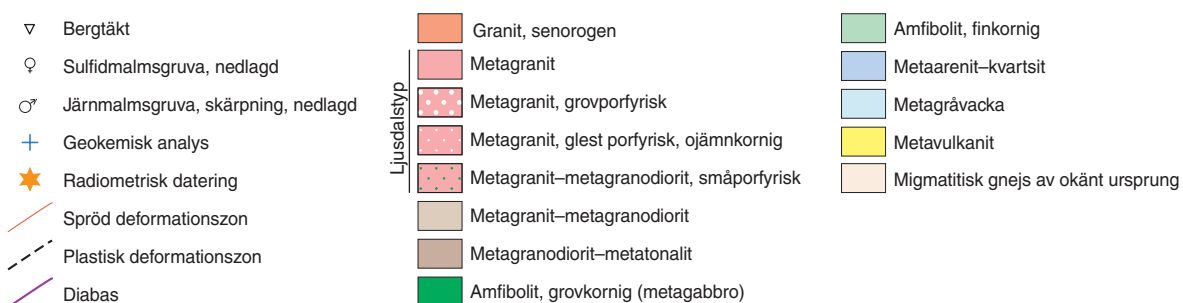 Bergtäkt
Sulfidmalmsgruva, nedlagd
Järnmalmsgruva, skärpning, nedlagd
Geokemisk analys
Radiometrisk datering
Spröd deformationszon
Plastisk deformationszon
Diabas
Ljusdalstyp
Granit, senorogen
Metagranit
Metagranit, grovporfyrisk
Metagranit, glest porfyrisk, ojämnkornig
Metagranit–metagranodiorit, småporfyrisk
Metagranit–metagranodiorit
Metagranodiorit–metatonalit
Amfibolit, grovkornig (metagabbro)
Amfibolit, finkornig
Metaarenit–kvartsit
Metagråvacka
Metavulkanit
Migmatitisk gnejs av okänt ursprung